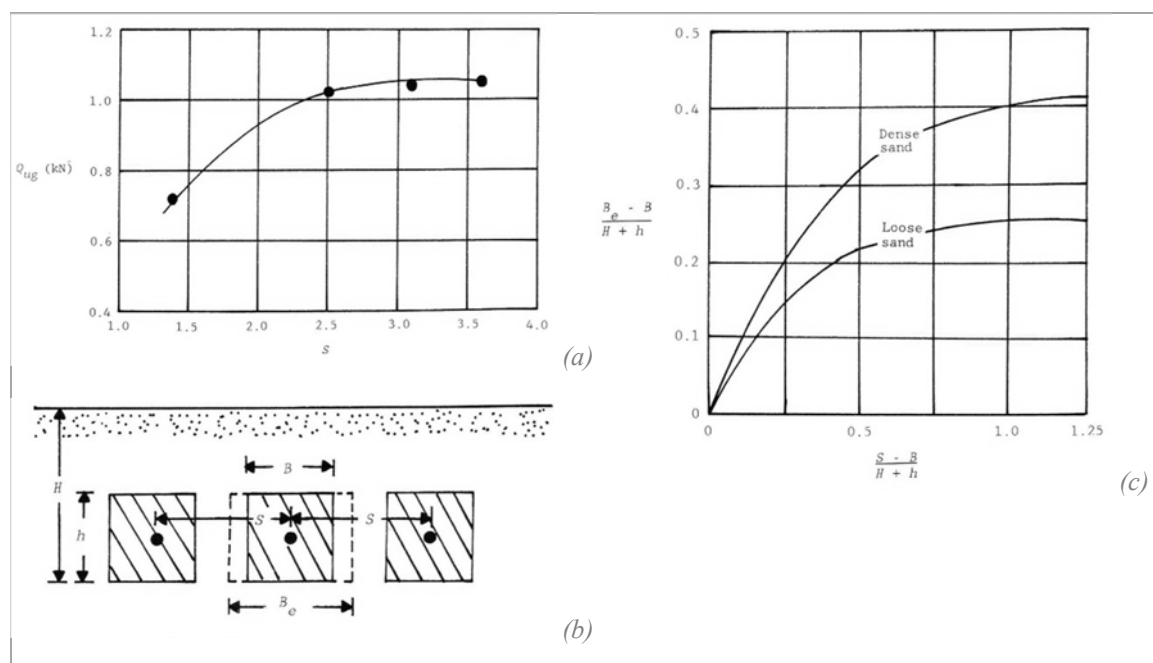 1.2
1.0
Q_ug (kN)
0.8
0.6
0.4
1.0 1.5 2.0 2.5 3.0 3.5 4.0
S
(a)
B
H
h
S
S
B_e
(b)
0.5
0.4
Dense
sand
0.3
B_e - B
H + h
Loose
sand
0.2
0.1
0
0 0.5 1.0 1.25
S - B
H + h
(c)